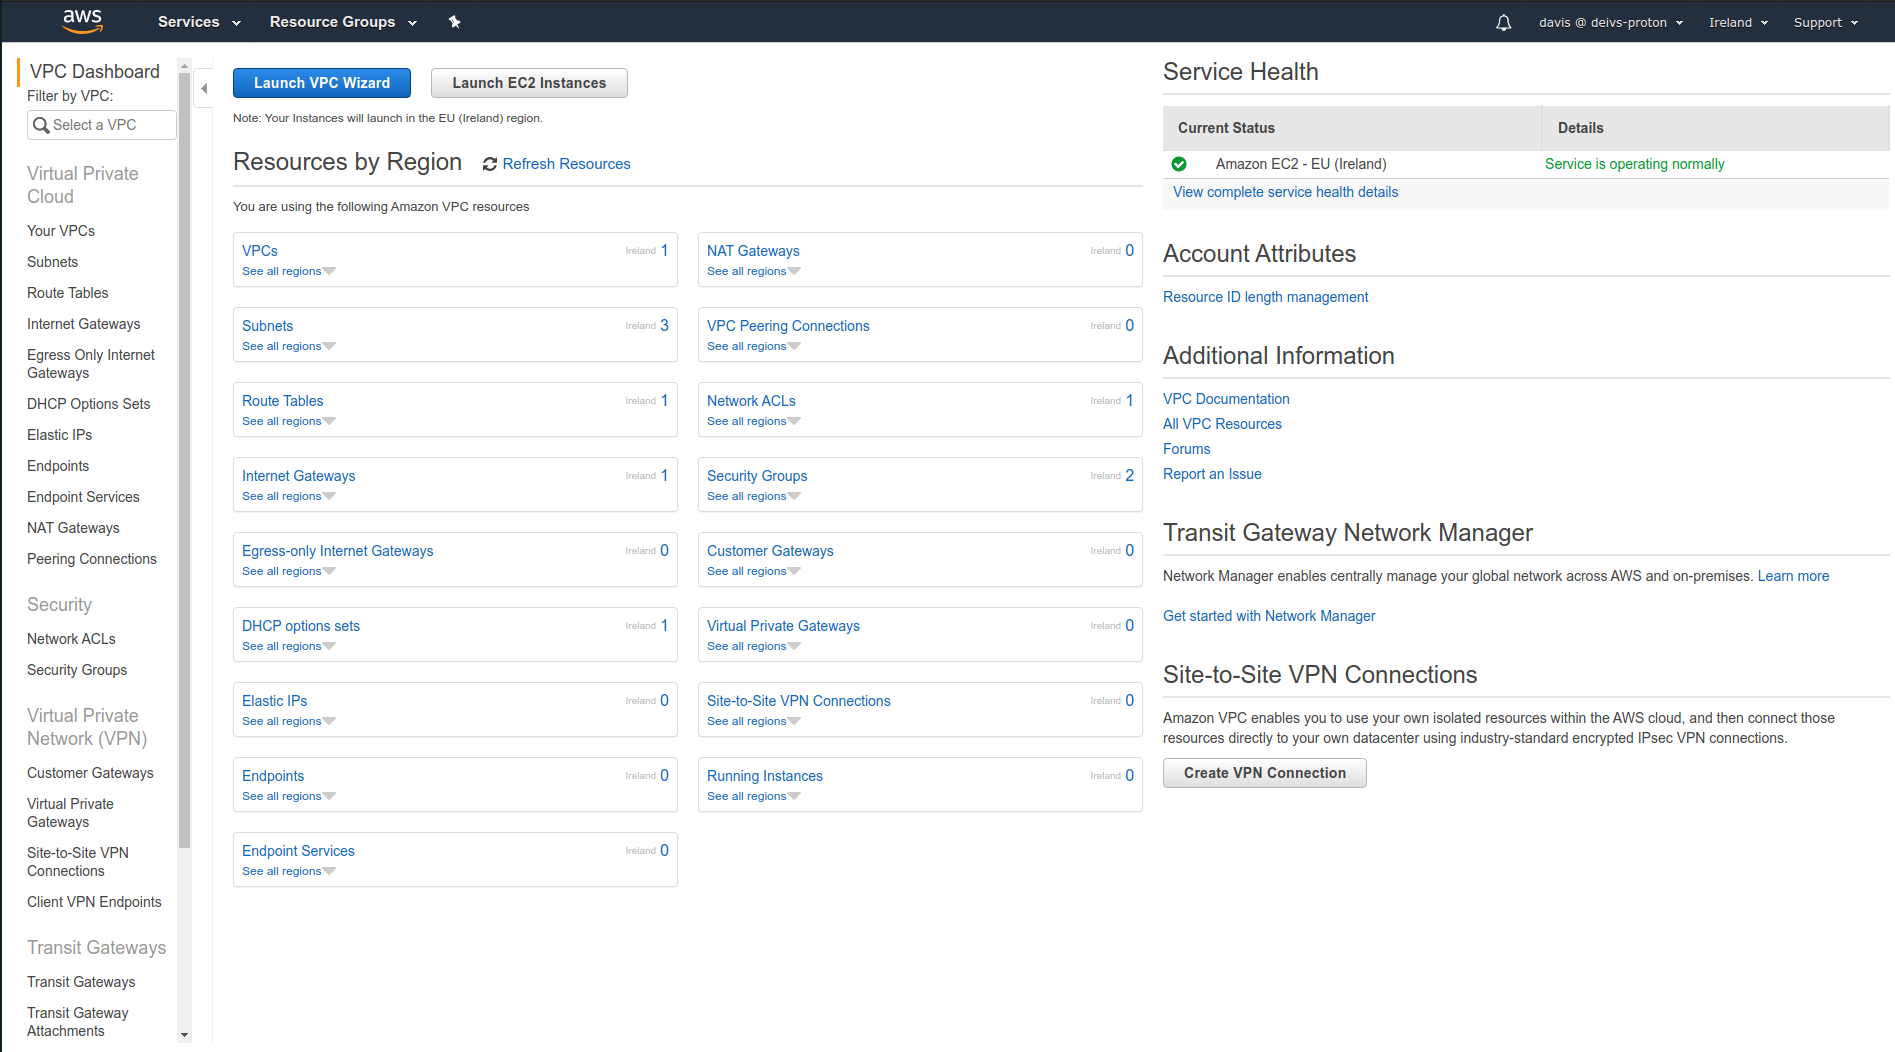 aws
Services
Resource Groups
davis @ deivs-proton
Ireland
Support
VPC Dashboard
Filter by VPC:
Select a VPC
Virtual Private
Cloud
Your VPCs
Subnets
Route Tables
Internet Gateways
Egress Only Internet
Gateways
DHCP Options Sets
Elastic IPs
Endpoints
Endpoint Services
NAT Gateways
Peering Connections
Security
Network ACLs
Security Groups
Virtual Private
Network (VPN)
Customer Gateways
Virtual Private
Gateways
Site-to-Site VPN
Connections
Client VPN Endpoints
Transit Gateways
Transit Gateways
Transit Gateway
Attachments
Launch VPC Wizard
Launch EC2 Instances
Note: Your Instances will launch in the EU (Ireland) region.
Resources by Region
Refresh Resources
You are using the following Amazon VPC resources
VPCs Ireland 1
See all regions
NAT Gateways Ireland 0
See all regions
Subnets Ireland 3
See all regions
VPC Peering Connections Ireland 0
See all regions
Route Tables Ireland 1
See all regions
Network ACLs Ireland 1
See all regions
Internet Gateways Ireland 1
See all regions
Security Groups Ireland 2
See all regions
Egress-only Internet Gateways Ireland 0
See all regions
Customer Gateways Ireland 0
See all regions
DHCP options sets Ireland 1
See all regions
Virtual Private Gateways Ireland 0
See all regions
Elastic IPs Ireland 0
See all regions
Site-to-Site VPN Connections Ireland 0
See all regions
Endpoints Ireland 0
See all regions
Running Instances Ireland 0
See all regions
Endpoint Services Ireland 0
See all regions
Service Health
Current Status Details
Amazon EC2 - EU (Ireland) Service is operating normally
View complete service health details
Account Attributes
Resource ID length management
Additional Information
VPC Documentation
All VPC Resources
Forums
Report an Issue
Transit Gateway Network Manager
Network Manager enables centrally manage your global network across AWS and on-premises. Learn more
Get started with Network Manager
Site-to-Site VPN Connections
Amazon VPC enables you to use your own isolated resources within the AWS cloud, and then connect those
resources directly to your own datacenter using industry-standard encrypted IPsec VPN connections.
Create VPN Connection